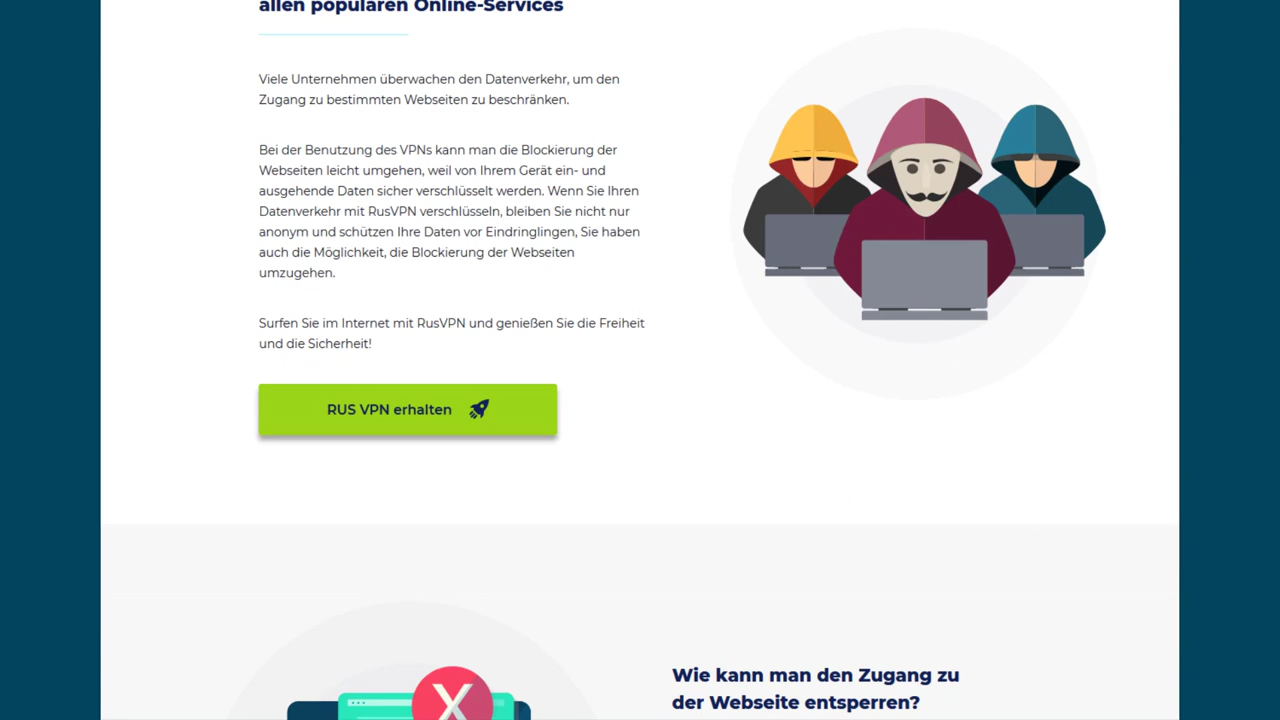 allen populären Online-Services
Viele Unternehmen überwachen den Datenverkehr, um den
Zugang zu bestimmten Webseiten zu beschränken.
Bei der Benutzung des VPNs kann man die Blockierung der
Webseiten leicht umgehen, weil von Ihrem Gerät ein- und
ausgehende Daten sicher verschlüsselt werden. Wenn Sie Ihren
Datenverkehr mit RusVPN verschlüsseln, bleiben Sie nicht nur
anonym und schützen Ihre Daten vor Eindringlingen, Sie haben
auch die Möglichkeit, die Blockierung der Webseiten
umzugehen.
Surfen Sie im Internet mit RusVPN und genießen Sie die Freiheit
und die Sicherheit!
RUS VPN erhalten
X
Wie kann man den Zugang zu
der Webseite entsperren?